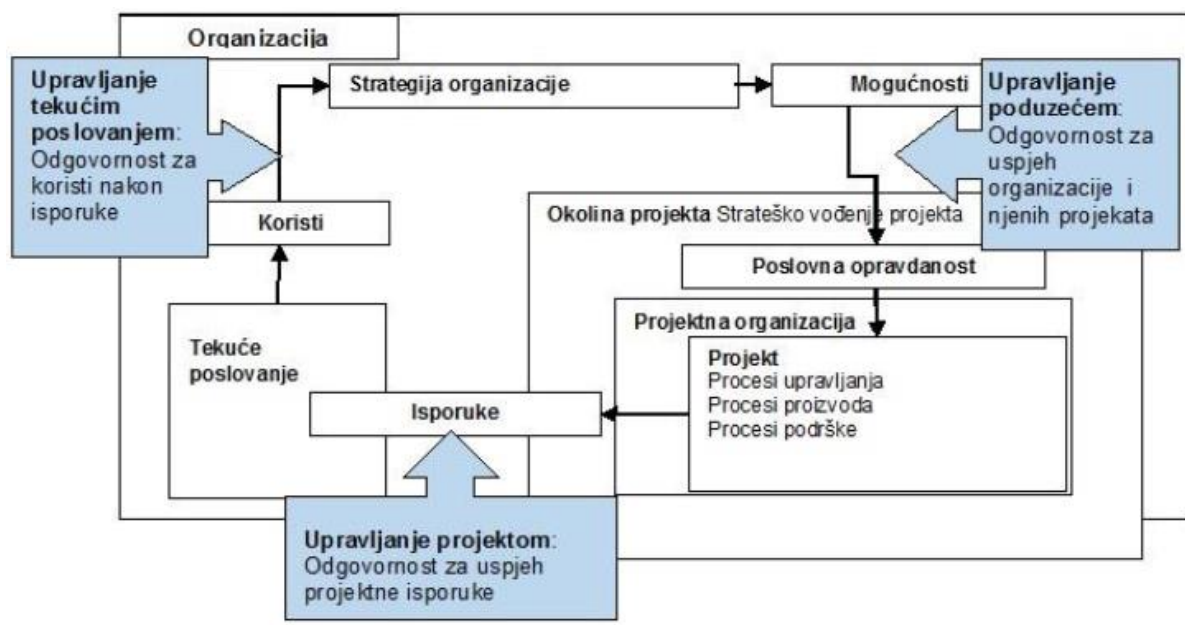 Organizacija
Upravljanje
tekućim
poslovanjem:
Odgovornost za
koristi nakon
isporuke
Strategija organizacije
Mogućnosti
Upravljanje
poduzećem:
Odgovornost za
uspjeh
organizacije i
njenih projekata
Koristi
Okolina projekta Strateško vođenje projekta
Poslovna opravdanost
Projektna organizacija
Tekuće
poslovanje
Projekt
Procesi upravljanja
Procesi proizvoda
Procesi podrške
Isporuke
Upravljanje projektom:
Odgovornost za uspjeh
projektne isporuke